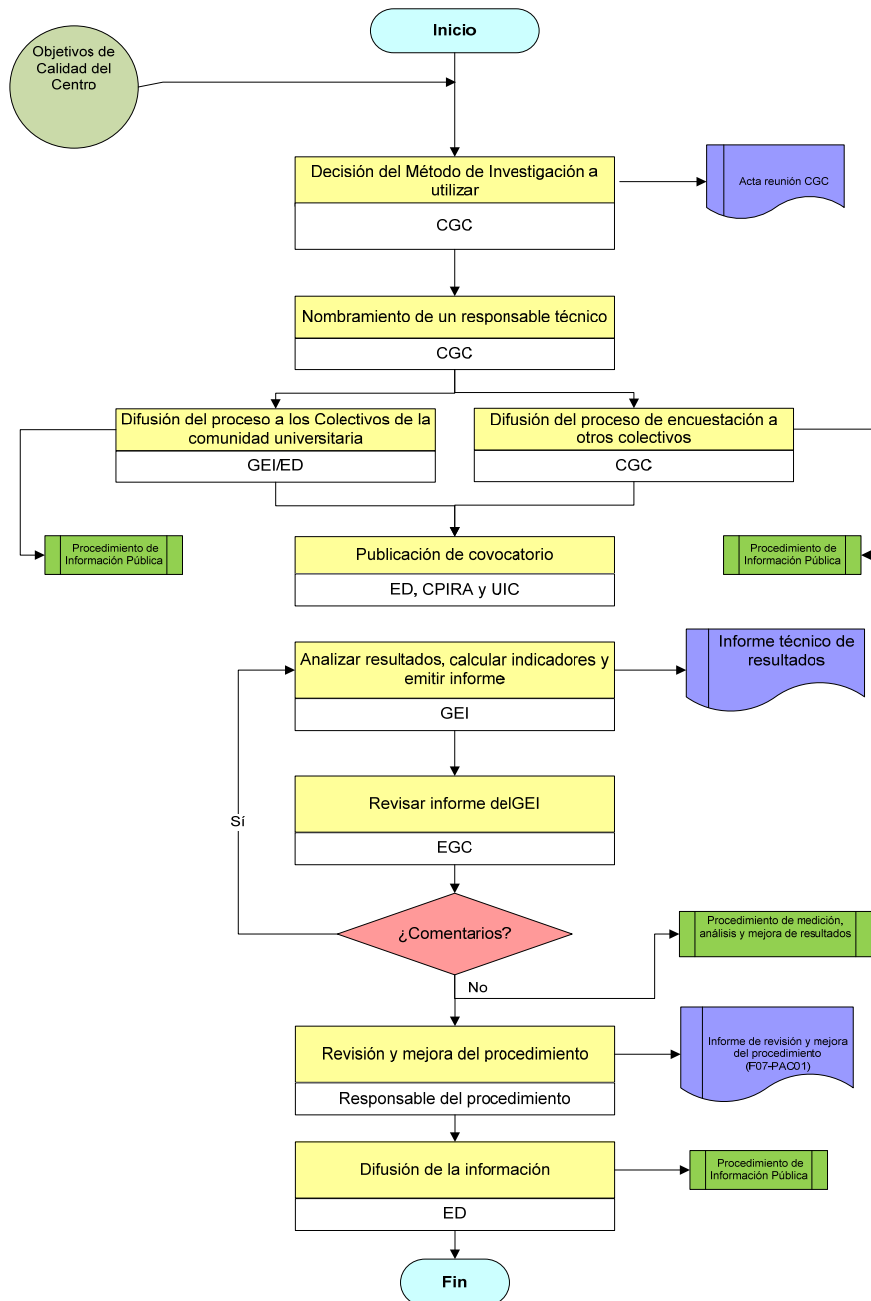 Inicio
Objetivos de
Calidad del
Centro
Decisión del Método de Investigación a
utilizar
CGC
Acta reunión CGC
Nombramiento de un responsable técnico
CGC
Difusión del proceso a los Colectivos de la
comunidad universitaria
GEI/ED
Difusión del proceso de encuestación a
otros colectivos
CGC
Procedimiento de
Información Pública
Publicación de covocatorio
ED, CPIRA y UIC
Procedimiento de
Información Pública
Analizar resultados, calcular indicadores y
emitir informe
GEI
Informe técnico de
resultados
Revisar informe delGEI
EGC
Sí
¿Comentarios?
Procedimiento de medición,
análisis y mejora de resultados
No
Revisión y mejora del procedimiento
Responsable del procedimiento
Informe de revisión y mejora
del procedimiento
(F07-PAC01)
Difusión de la información
ED
Procedimiento de
Información Pública
Fin